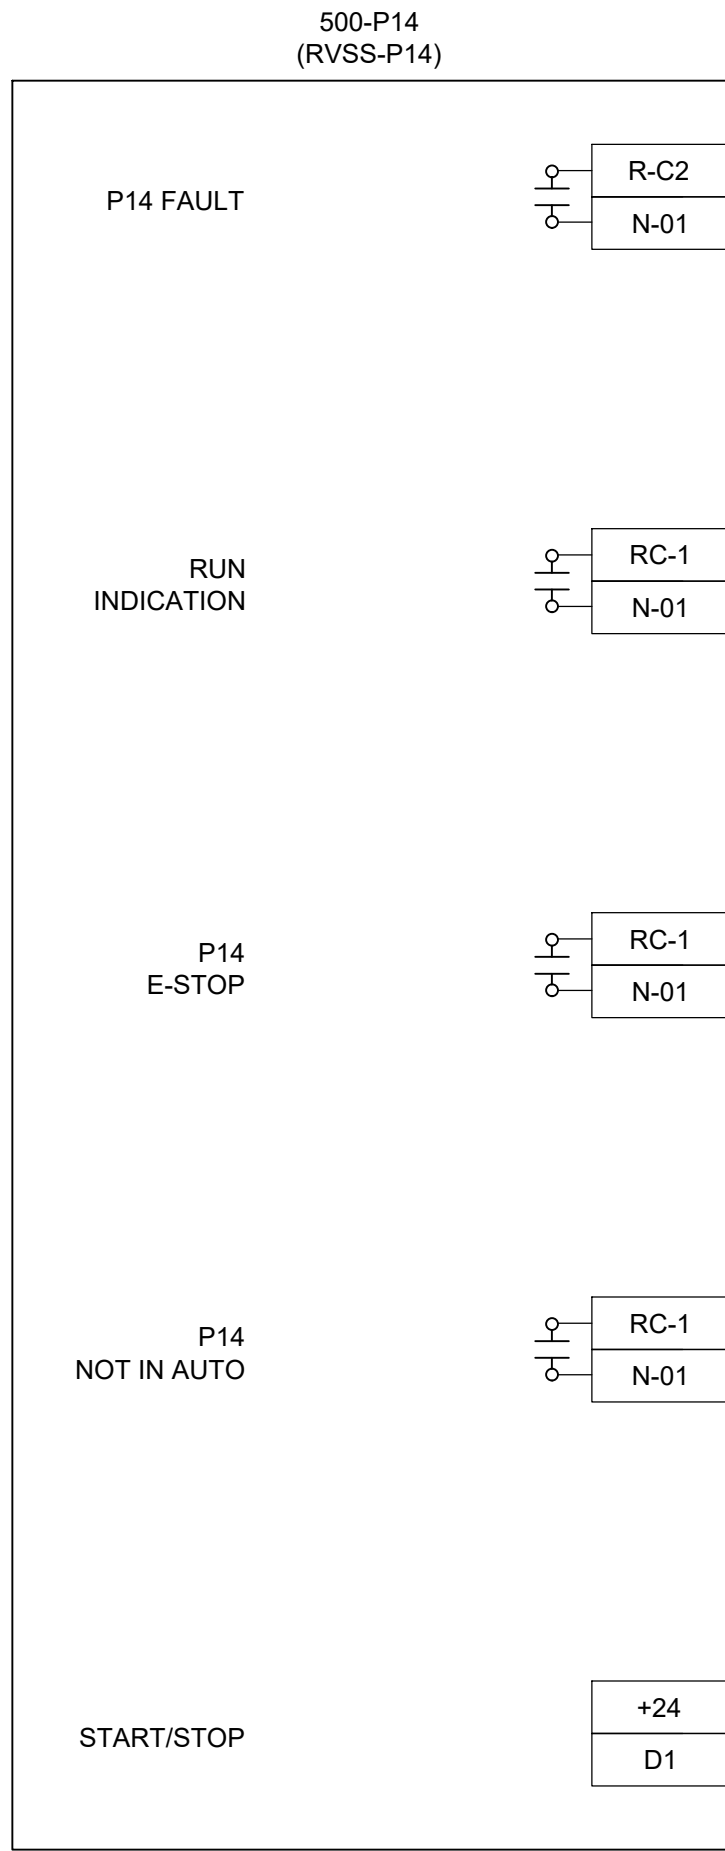 500-P14
(RVSS-P14)
P14 FAULT
R-C2
N-01
RUN
INDICATION
RC-1
N-01
P14
E-STOP
RC-1
N-01
P14
NOT IN AUTO
RC-1
N-01
START/STOP
+24
D1